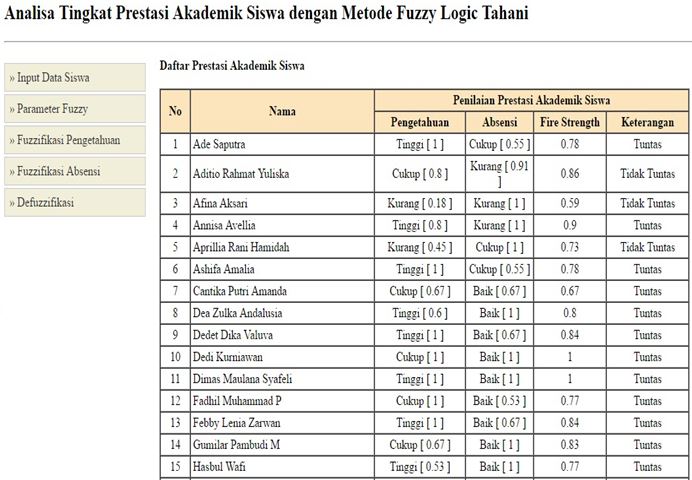 Analisa Tingkat Prestasi Akademik Siswa dengan Metode Fuzzy Logic Tahani
» Input Data Siswa
» Parameter Fuzzy
» Fuzzifikasi Pengetahuan
» Fuzzifikasi Absensi
» Defuzzifikasi
Daftar Prestasi Akademik Siswa
No Nama Penilaian Prestasi Akademik Siswa
Pengetahuan Absensi Fire Strength Keterangan
1 Ade Saputra Tinggi [ 1 ] Cukup [ 0.55 ] 0.78 Tuntas
2 Aditio Rahmat Yuliska Cukup [ 0.8 ] Kurang [ 0.91 ] 0.86 Tidak Tuntas
3 Afina Aksari Kurang [ 0.18 ] Kurang [ 1 ] 0.59 Tidak Tuntas
4 Annisa Avellia Tinggi [ 0.8 ] Kurang [ 1 ] 0.9 Tuntas
5 Aprillia Rani Hamidah Kurang [ 0.45 ] Cukup [ 1 ] 0.73 Tidak Tuntas
6 Ashifa Amalia Tinggi [ 1 ] Cukup [ 0.55 ] 0.78 Tuntas
7 Cantika Putri Amanda Cukup [ 0.67 ] Baik [ 0.67 ] 0.67 Tuntas
8 Dea Zulka Andalusia Tinggi [ 0.6 ] Baik [ 1 ] 0.8 Tuntas
9 Dedet Dika Valuva Tinggi [ 1 ] Baik [ 0.67 ] 0.84 Tuntas
10 Dedi Kurniawan Cukup [ 1 ] Baik [ 1 ] 1 Tuntas
11 Dimas Maulana Syafeli Tinggi [ 1 ] Baik [ 1 ] 1 Tuntas
12 Fadhil Muhammad P Cukup [ 1 ] Baik [ 0.53 ] 0.77 Tuntas
13 Febby Lenia Zarwan Tinggi [ 1 ] Baik [ 0.67 ] 0.84 Tuntas
14 Gumilar Pambudi M Cukup [ 0.67 ] Baik [ 1 ] 0.83 Tuntas
15 Hasbul Wafi Tinggi [ 0.53 ] Baik [ 1 ] 0.77 Tuntas